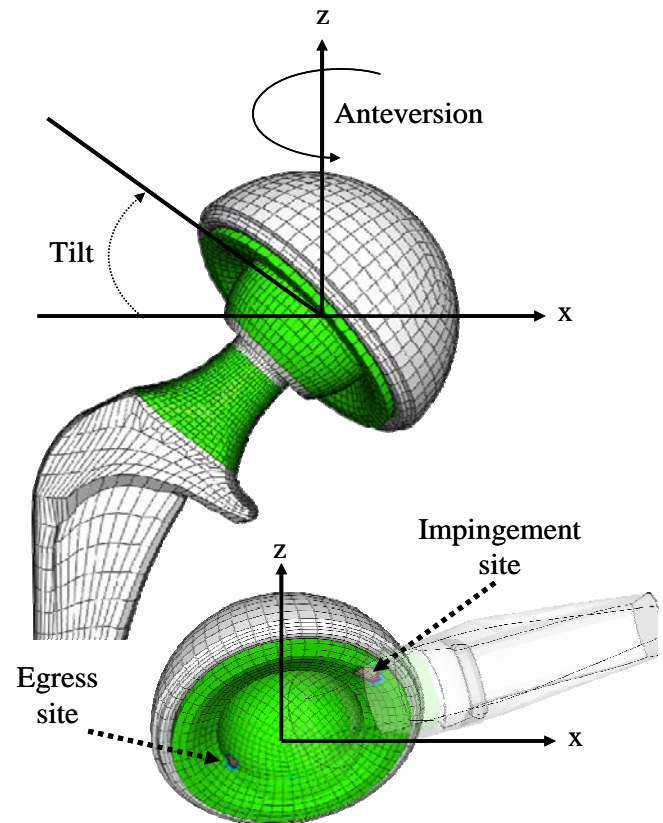 z
Anteversion
Tilt
x
Impingement
site
z
Egress
site
x